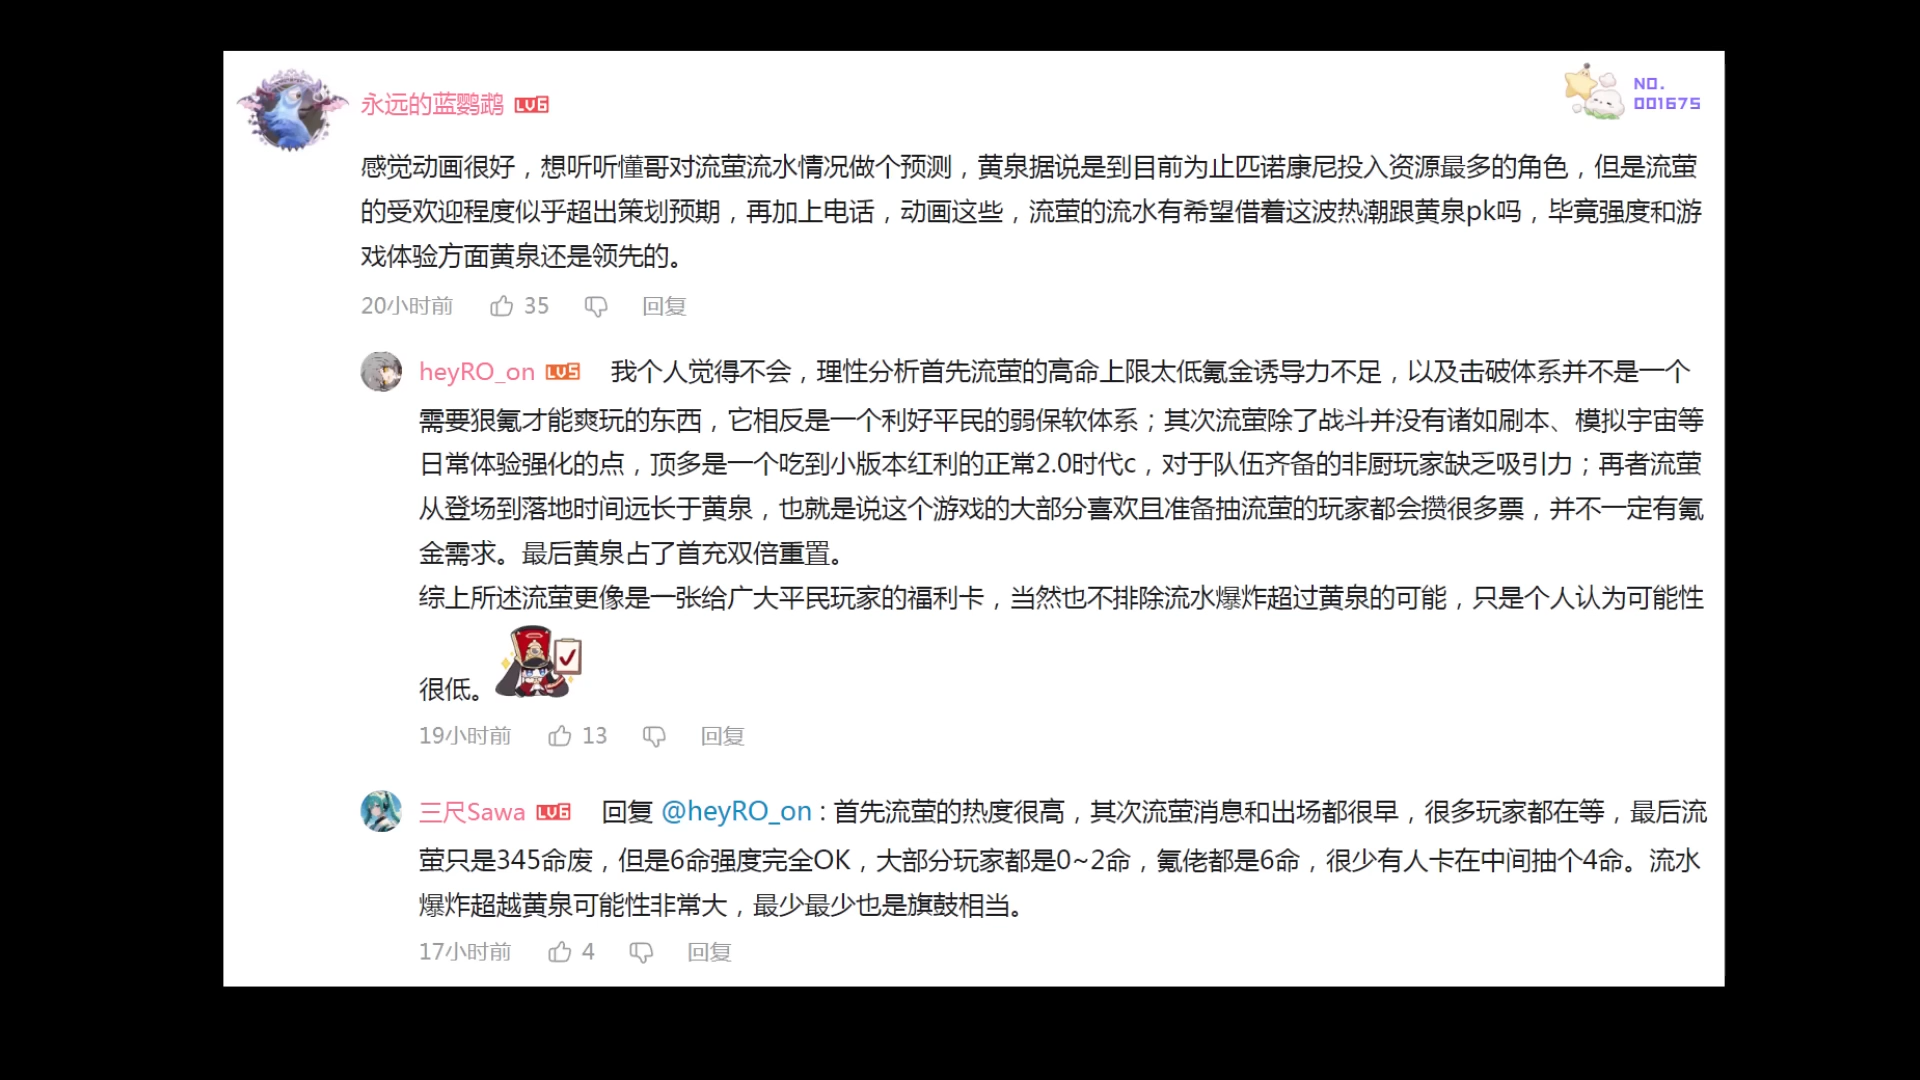 永远的蓝鹦鹉 LV6
NO.
001675
感觉动画很好，想听听懂哥对流萤流水情况做个预测，黄泉据说是到目前为止匹诺康尼投入资源最多的角色，但是流萤
的受欢迎程度似乎超出策划预期，再加上电话，动画这些，流萤的流水有希望借着这波热潮跟黄泉pk吗，毕竟强度和游
戏体验方面黄泉还是领先的。
20小时前 35 回复
heyRO_on LV5 我个人觉得不会，理性分析首先流萤的高命上限太低氪金诱导力不足，以及击破体系并不是一个
需要狠氪才能爽玩的东西，它相反是一个利好平民的弱保软体系；其次流萤除了战斗并没有诸如刷本、模拟宇宙等
日常体验强化的点，顶多是一个吃到小版本红利的正常2.0时代c，对于队伍齐备的非厨玩家缺乏吸引力；再者流萤
从登场到落地时间远长于黄泉，也就是说这个游戏的大部分喜欢且准备抽流萤的玩家都会攒很多票，并不一定有氪
金需求。最后黄泉占了首充双倍重置。
综上所述流萤更像是一张给广大平民玩家的福利卡，当然也不排除流水爆炸超过黄泉的可能，只是个人认为可能性
很低。
19小时前 13 回复
三尺Sawa LV6 回复 @heyRO_on : 首先流萤的热度很高，其次流萤消息和出场都很早，很多玩家都在等，最后流
萤只是345命废，但是6命强度完全OK，大部分玩家都是0~2命，氪佬都是6命，很少有人卡在中间抽个4命。流水
爆炸超越黄泉可能性非常大，最少最少也是旗鼓相当。
17小时前 4 回复